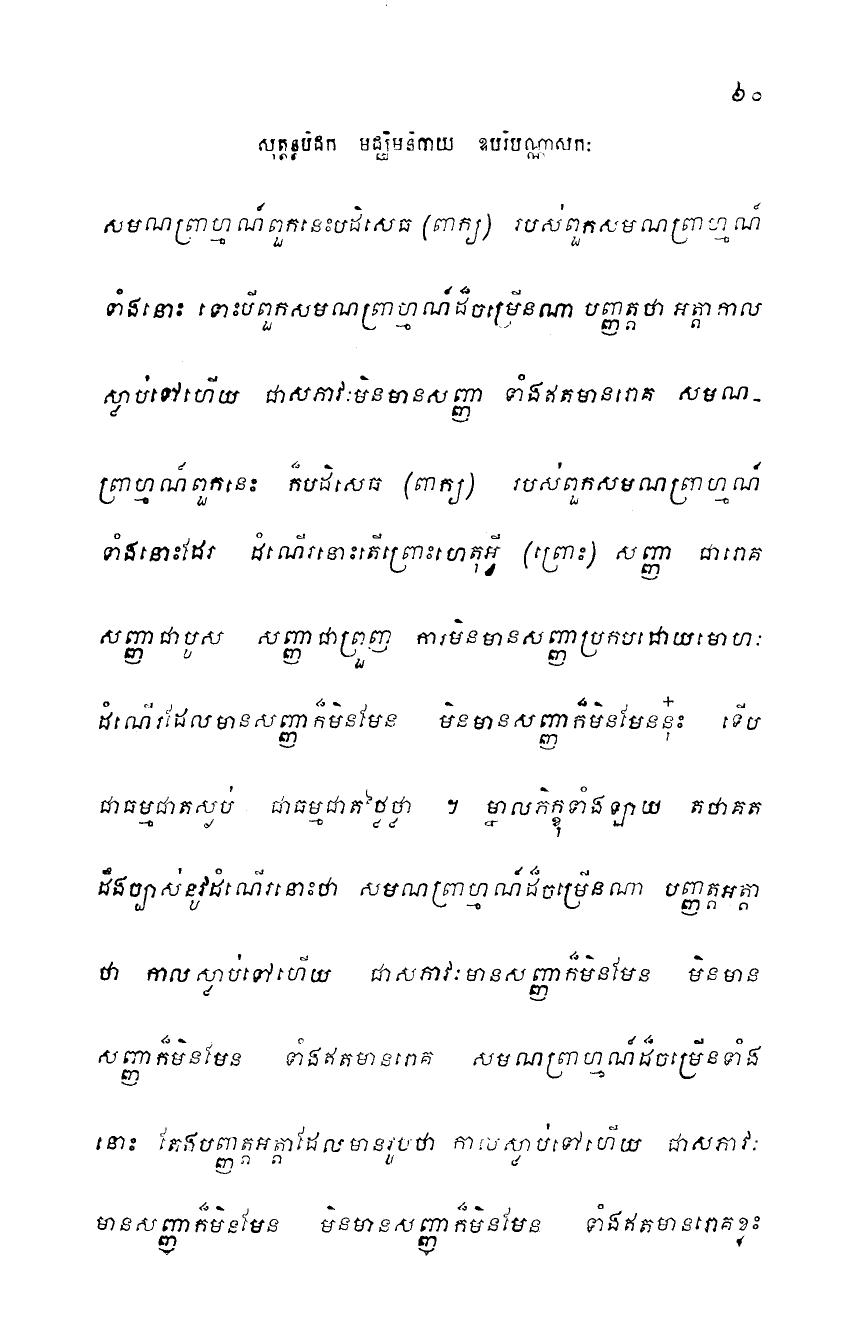 ៦០
សុត្តន្តបិដក មជ្ឈិមនិកាយ ឧបរិបណ្ណាសកៈ
សមណព្រាហ្មណ៍ពួកនេះបដិសេធ (ពាក្យ) របស់ពួកសមណព្រាហ្មណ៍
ទាំងនោះ ទោះបីពួកសមណព្រាហ្មណ៍ដ៏ចម្រើនណា បញ្ញត្តថា អត្តាកាល
ស្លាប់ទៅហើយ ជាសភាវៈមិនមានសញ្ញា ទាំងឥតមានរោគ សមណ-
ព្រាហ្មណ៍ពួកនេះ ក៏បដិសេធ (ពាក្យ) របស់ពួកសមណព្រាហ្មណ៍
ទាំងនោះដែរ ដំណើរនោះតើព្រោះហេតុអ្វី (ព្រោះ) សញ្ញា ជារោគ
សញ្ញាជាបូស សញ្ញាជាព្រួញ ការមិនមានសញ្ញាប្រកបដោយមោហៈ
ដំណើរដែលមានសញ្ញាក៏មិនមែន មិនមានសញ្ញាក៏មិនមែននុ៎ះ ទើប
ជាធម្មជាតស្ងប់ ជាធម្មជាតថ្លៃថ្លា ។ ម្នាលភិក្ខុទាំងឡាយ តថាគត
ដឹងច្បាស់នូវដំណើរនោះថា សមណព្រាហ្មណ៍ដ៏ចម្រើនណា បញ្ញត្តអត្តា
ថា កាលស្លាប់ទៅហើយ ជាសភាវៈមានសញ្ញាក៏មិនមែន មិនមាន
សញ្ញាក៏មិនមែន ទាំងឥតមានរោគ សមណព្រាហ្មណ៍ដ៏ចម្រើនទាំង
នោះ តែងបញ្ញត្តអត្តាដែលមានរូបថា កាលស្លាប់ទៅហើយ ជាសភាវៈ
មានសញ្ញាក៏មិនមែន មិនមានសញ្ញាក៏មិនមែន ទាំងឥតមានរោគខ្លះ